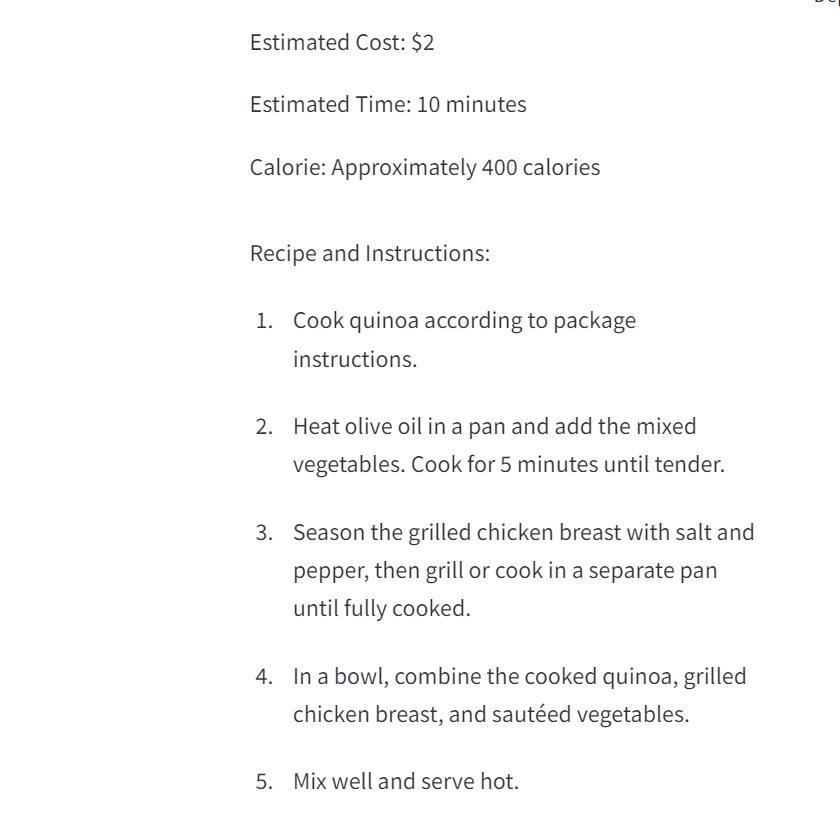 Estimated Cost: $2
Estimated Time: 10 minutes
Calorie: Approximately 400 calories
Recipe and Instructions:
1. Cook quinoa according to package
instructions.
2. Heat olive oil in a pan and add the mixed
vegetables. Cook for 5 minutes until tender.
3. Season the grilled chicken breast with salt and
pepper, then grill or cook in a separate pan
until fully cooked.
4. In a bowl, combine the cooked quinoa, grilled
chicken breast, and sautéed vegetables.
5. Mix well and serve hot.